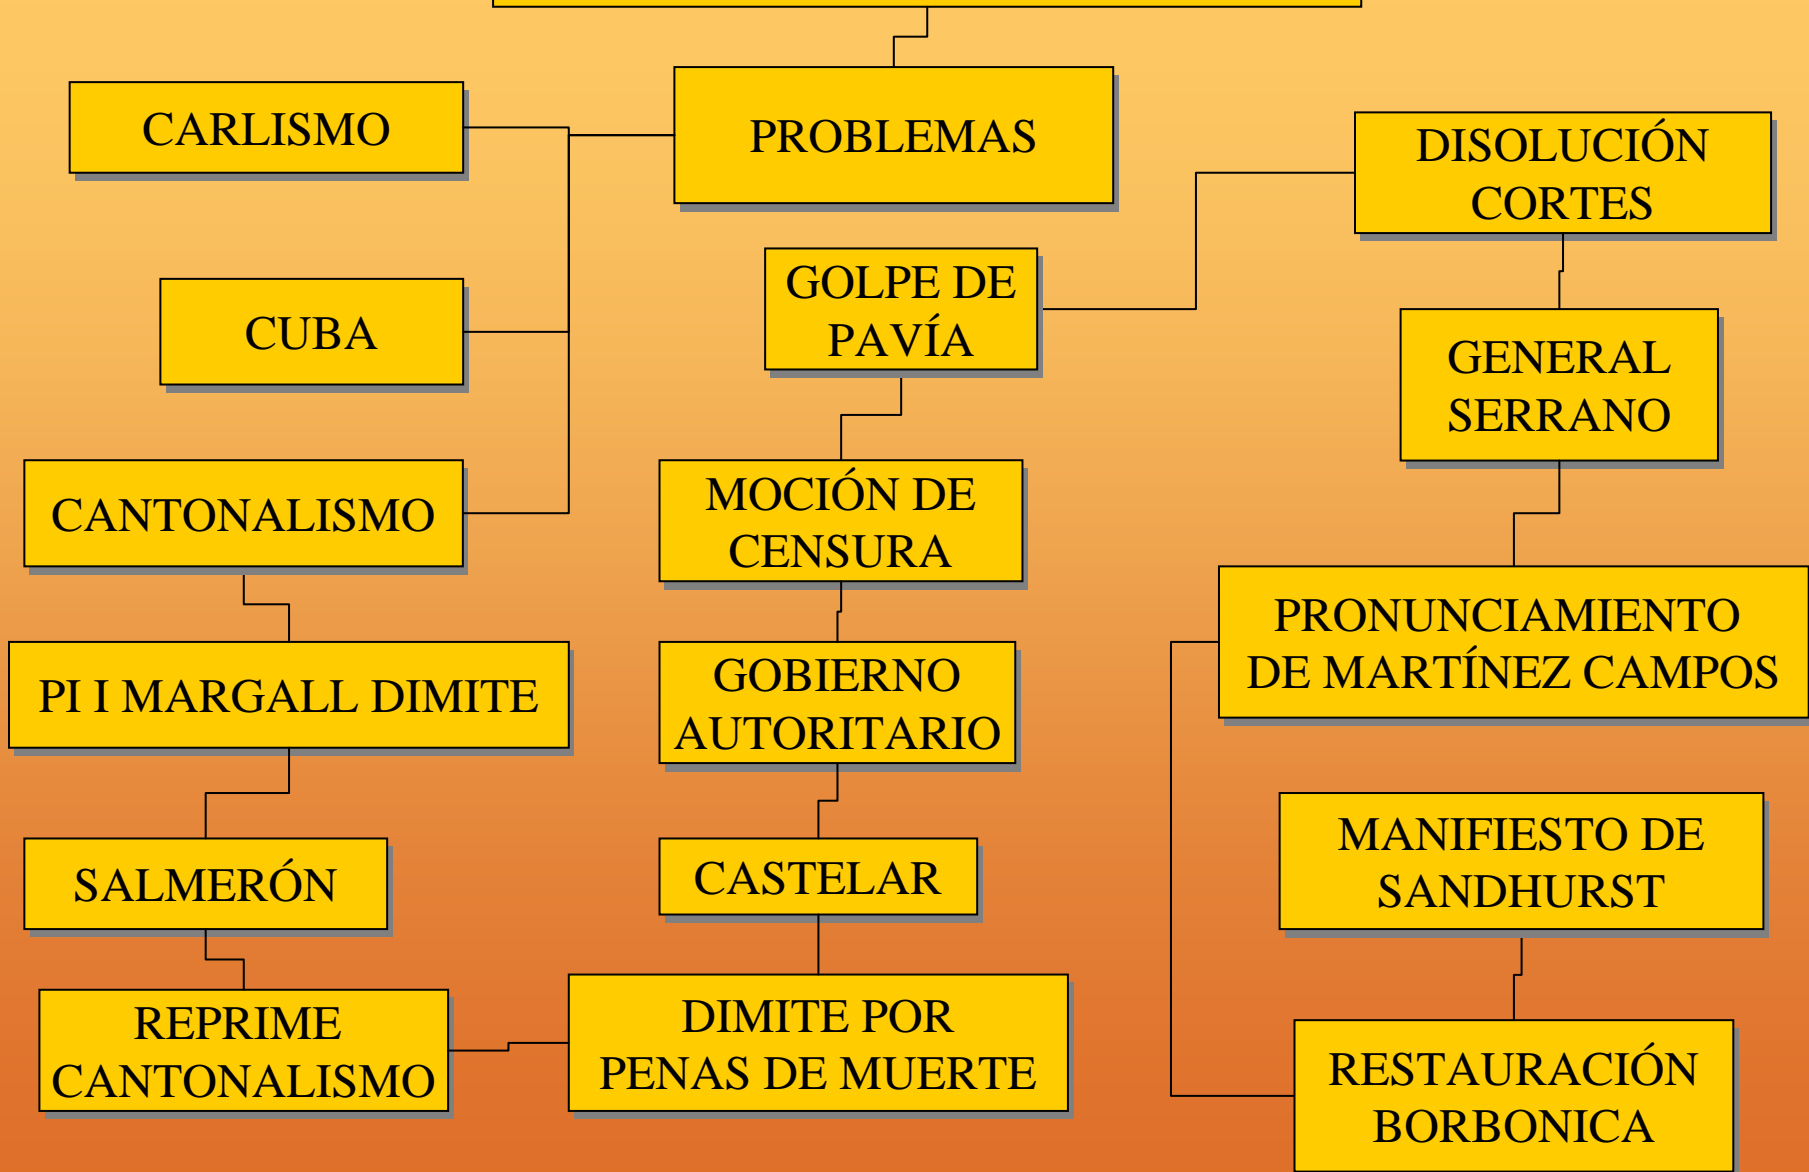 PROBLEMAS
CARLISMO
CUBA
CANTONALISMO
PI I MARGALL DIMITE
SALMERÓN
REPRIME
CANTONALISMO
DIMITE POR
PENAS DE MUERTE
CASTELAR
GOBIERNO
AUTORITARIO
MOCIÓN DE
CENSURA
GOLPE DE
PAVÍA
DISOLUCIÓN
CORTES
GENERAL
SERRANO
PRONUNCIAMIENTO
DE MARTÍNEZ CAMPOS
MANIFIESTO DE
SANDHURST
RESTAURACIÓN
BORBONICA